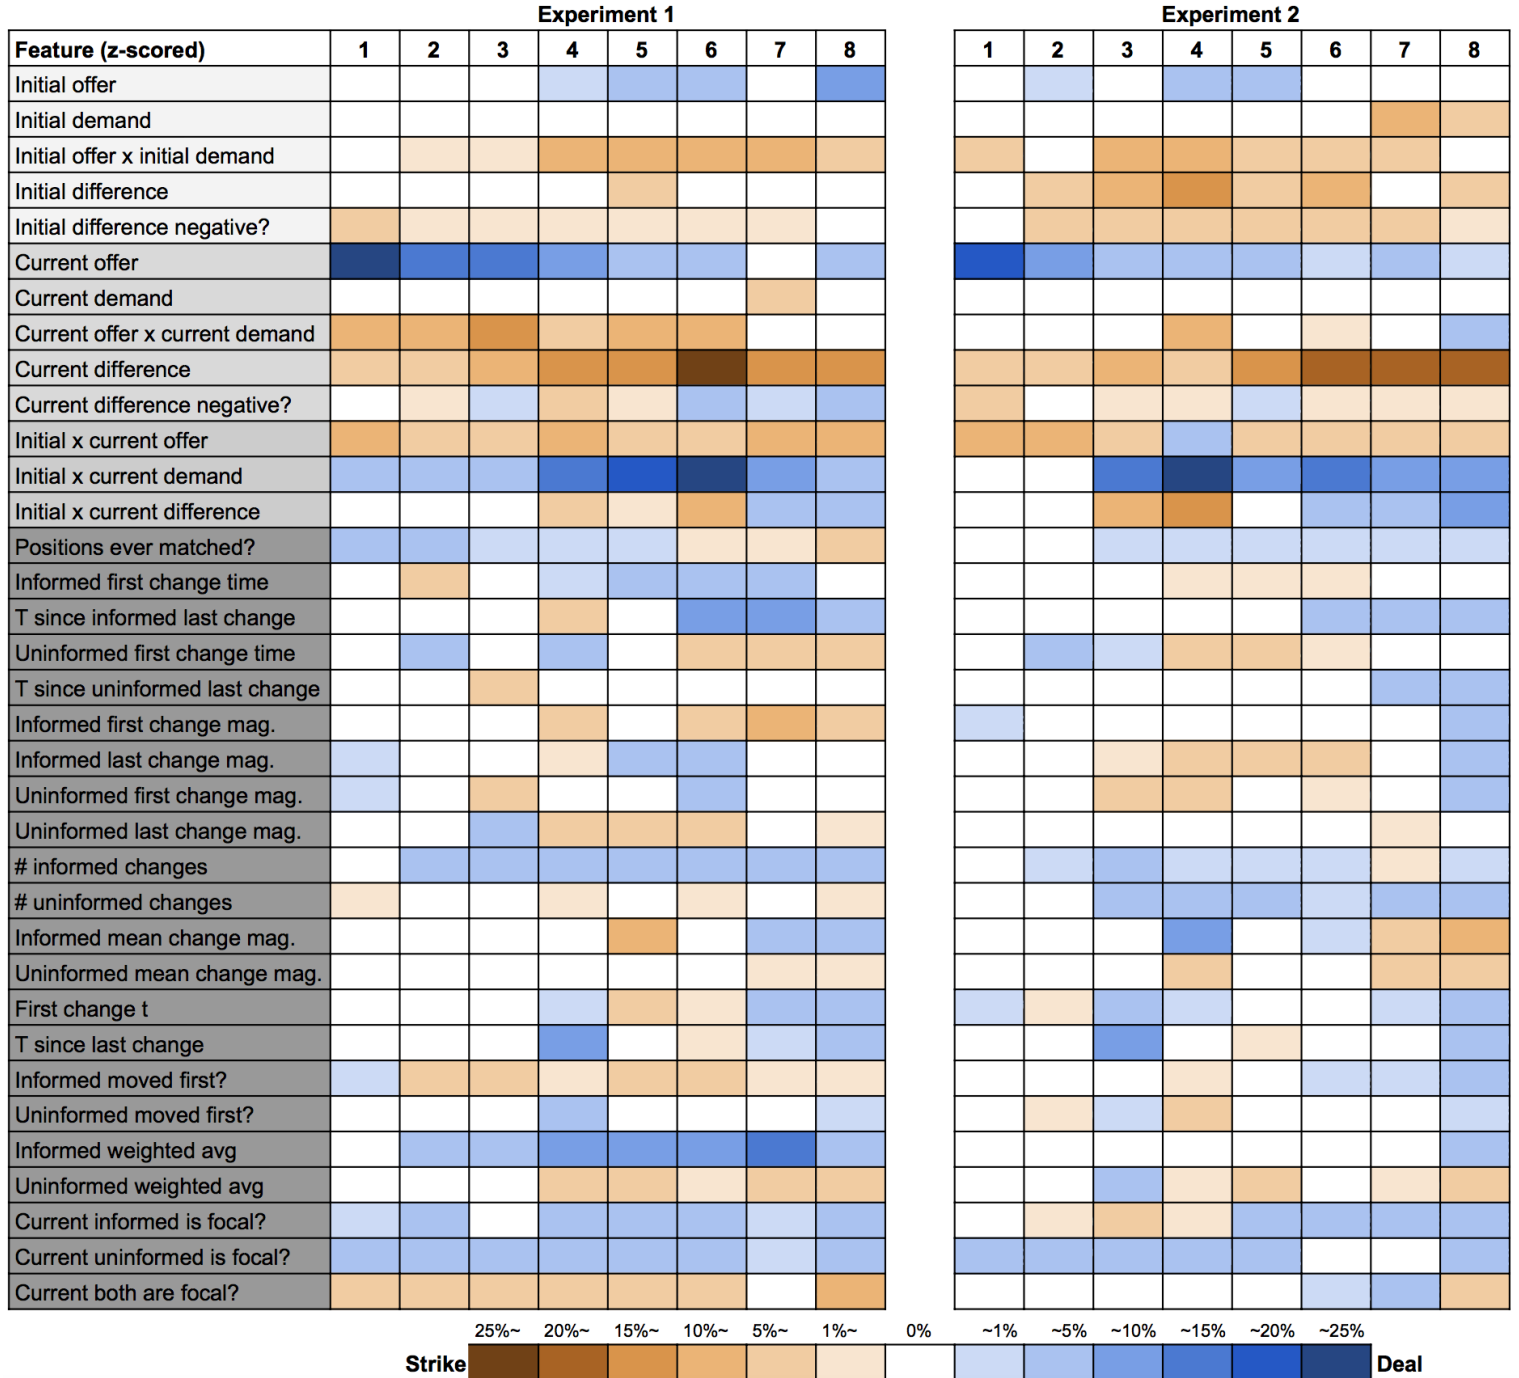 Experiment 1 Experiment 2
Feature (z-scored) 1 2 3 4 5 6 7 8 1 2 3 4 5 6 7 8
Initial offer
Initial demand
Initial offer x initial demand
Initial difference
Initial difference negative?
Current offer
Current demand
Current offer x current demand
Current difference
Current difference negative?
Initial x current offer
Initial x current demand
Initial x current difference
Positions ever matched?
Informed first change time
T since informed last change
Uninformed first change time
T since uninformed last change
Informed first change mag.
Informed last change mag.
Uninformed first change mag.
Uninformed last change mag.
# informed changes
# uninformed changes
Informed mean change mag.
Uninformed mean change mag.
First change t
T since last change
Informed moved first?
Uninformed moved first?
Informed weighted avg
Uninformed weighted avg
Current informed is focal?
Current uninformed is focal?
Current both are focal?
25%~ 20%~ 15%~ 10%~ 5%~ 1%~ 0% ~1% ~5% ~10% ~15% ~20% ~25%
Strike Deal